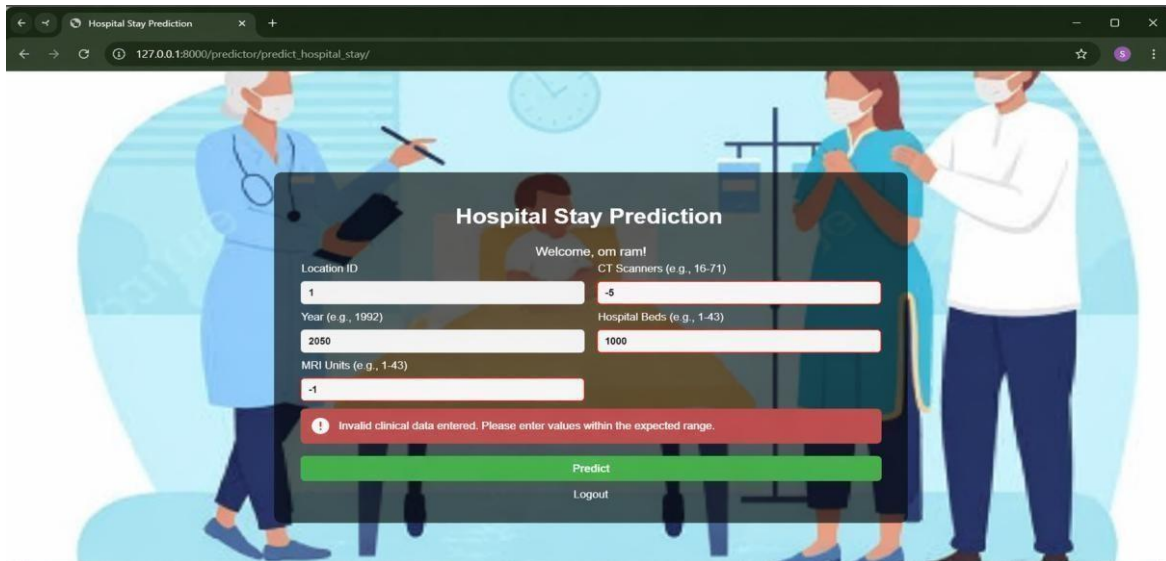 Hospital Stay Prediction
127.0.0.1:8000/predictor/predict_hospital_stay/
S
Hospital Stay Prediction
Welcome, om ram!
Location ID
CT Scanners (e.g., 16-71)
1
-5
Year (e.g., 1992)
Hospital Beds (e.g., 1-43)
2050
1000
MRI Units (e.g., 1-43)
-1
Invalid clinical data entered. Please enter values within the expected range.
Predict
Logout